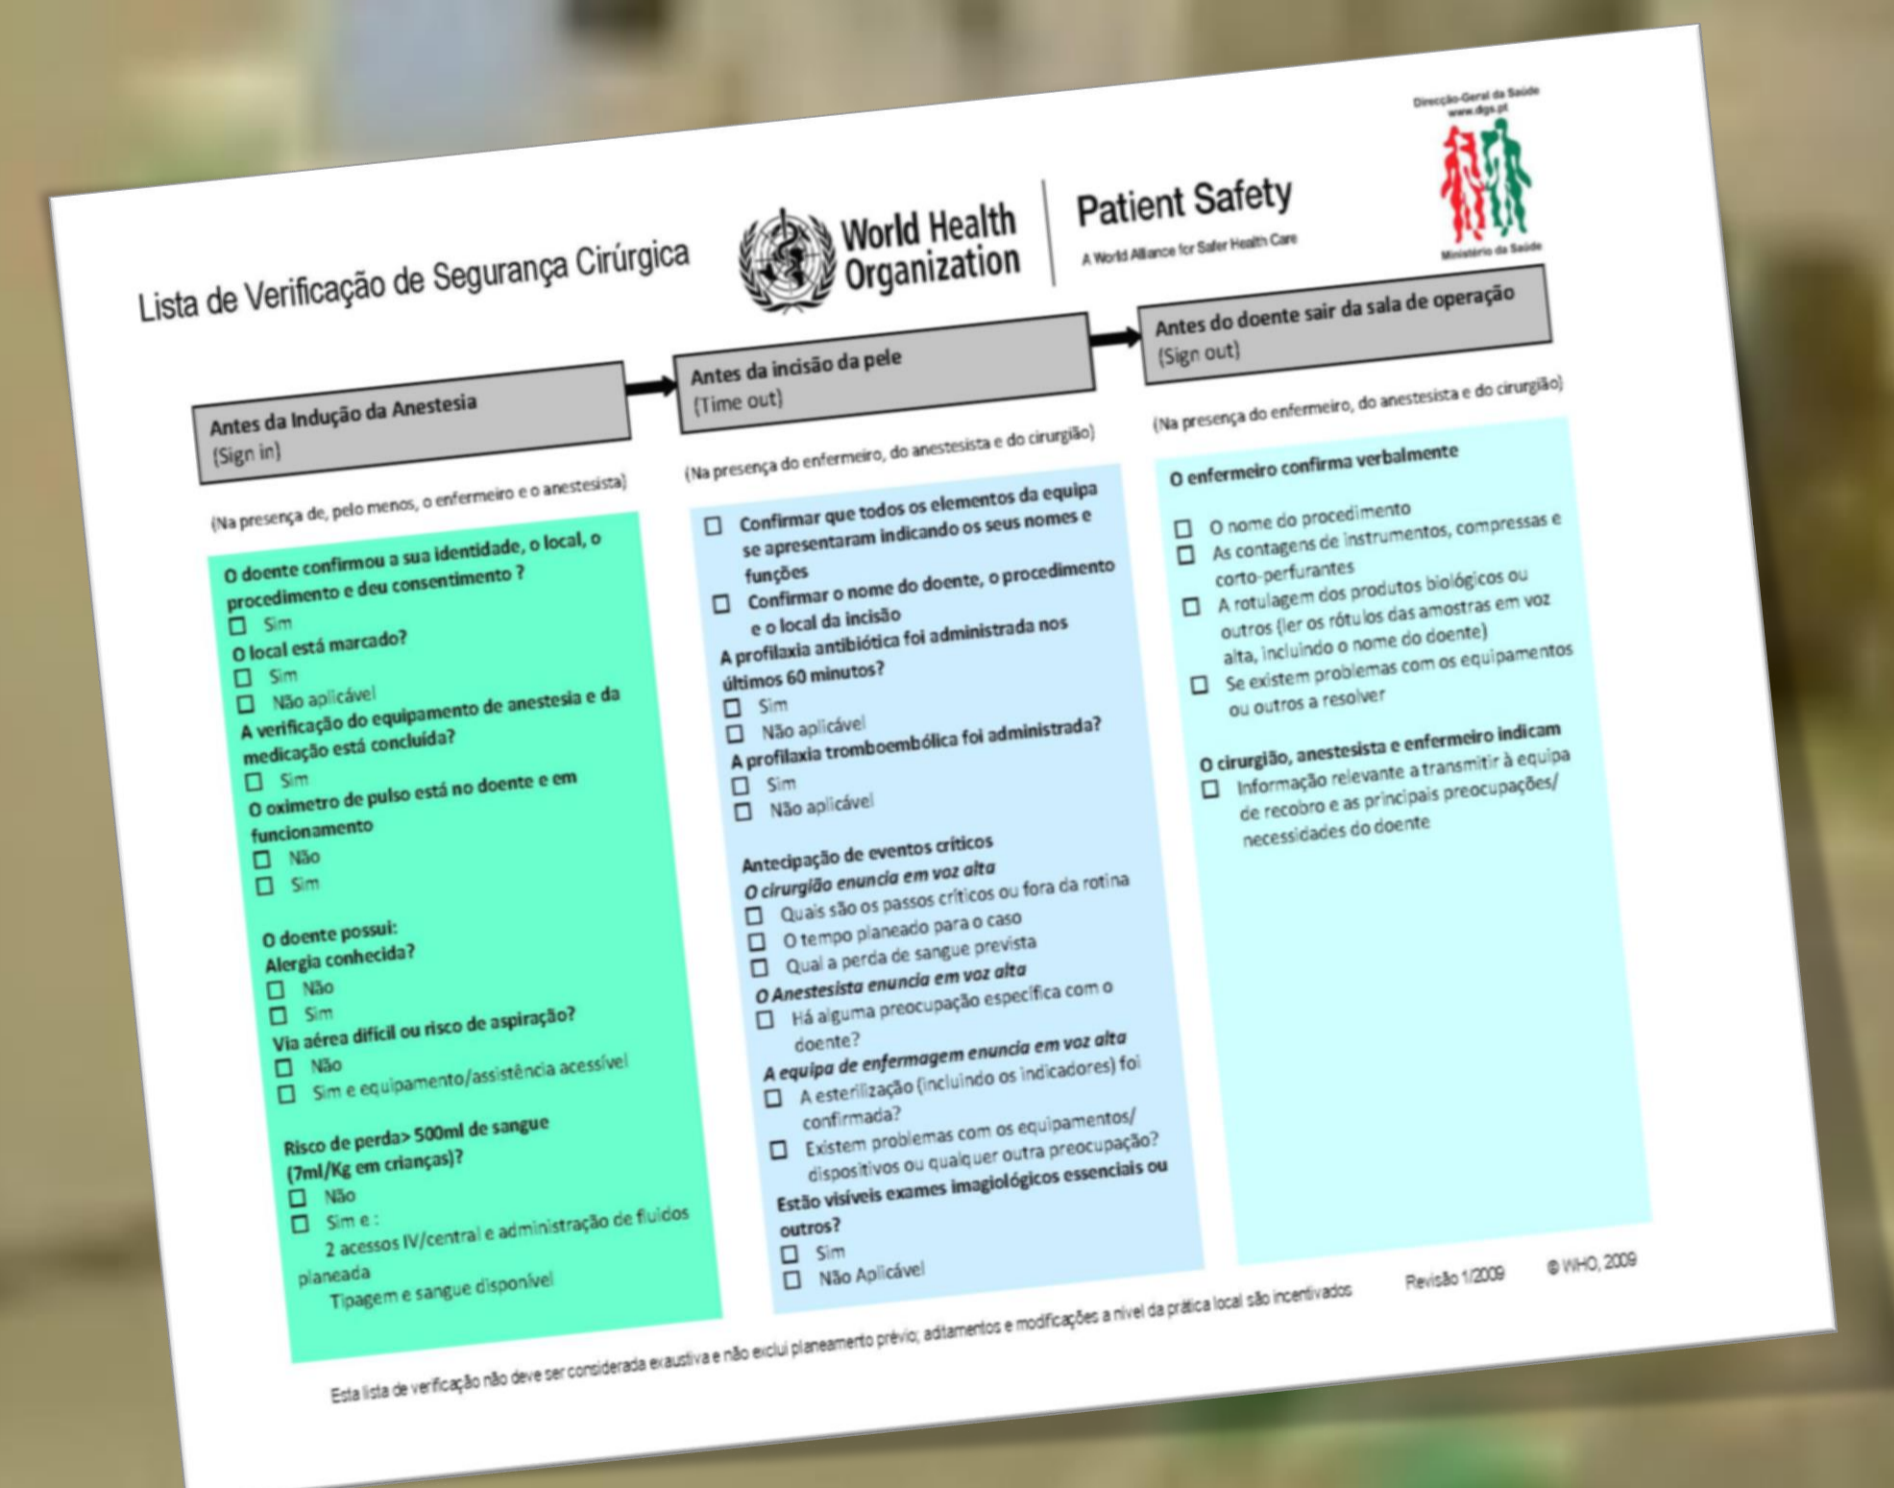 Direcção-Geral da Saúde
www.dgs.pt
Ministério da Saúde
Lista de Verificação de Segurança Cirúrgica
World Health
Organization
Patient Safety
A World Alliance for Safer Health Care
Antes da Indução da Anestesia
(Sign in)
(Na presença de, pelo menos, o enfermeiro e o anestesista)
O doente confirmou a sua identidade, o local, o
procedimento e deu consentimento ?
☐ Sim
O local está marcado?
☐ Sim
☐ Não aplicável
A verificação do equipamento de anestesia e da
medicação está concluída?
☐ Sim
O oximetro de pulso está no doente e em
funcionamento
☐ Não
☐ Sim
O doente possui:
Alergia conhecida?
☐ Não
☐ Sim
Via aérea difícil ou risco de aspiração?
☐ Não
☐ Sim e equipamento/assistência acessível
Risco de perda> 500ml de sangue
(7ml/Kg em crianças)?
☐ Não
☐ Sim e :
2 acessos IV/central e administração de fluidos
planeada
Tipagem e sangue disponível
Antes da incisão da pele
(Time out)
(Na presença do enfermeiro, do anestesista e do cirurgião)
☐ Confirmar que todos os elementos da equipa
se apresentaram indicando os seus nomes e
funções
☐ Confirmar o nome do doente, o procedimento
e o local da incisão
A profilaxia antibiótica foi administrada nos
últimos 60 minutos?
☐ Sim
☐ Não aplicável
A profilaxia tromboembólica foi administrada?
☐ Sim
☐ Não aplicável
Antecipação de eventos críticos
O cirurgião enuncia em voz alta
☐ Quais são os passos críticos ou fora da rotina
☐ O tempo planeado para o caso
☐ Qual a perda de sangue prevista
O Anestesista enuncia em voz alta
☐ Há alguma preocupação específica com o
doente?
A equipa de enfermagem enuncia em voz alta
☐ A esterilização (incluindo os indicadores) foi
confirmada?
☐ Existem problemas com os equipamentos/
dispositivos ou qualquer outra preocupação?
Estão visíveis exames imagiológicos essenciais ou
outros?
☐ Sim
☐ Não Aplicável
Antes do doente sair da sala de operação
(Sign out)
(Na presença do enfermeiro, do anestesista e do cirurgião)
O enfermeiro confirma verbalmente
☐ O nome do procedimento
☐ As contagens de instrumentos, compressas e
corto-perfurantes
☐ A rotulagem dos produtos biológicos ou
outros (ler os rótulos das amostras em voz
alta, incluindo o nome do doente)
☐ Se existem problemas com os equipamentos
ou outros a resolver
O cirurgião, anestesista e enfermeiro indicam
☐ Informação relevante a transmitir à equipa
de recobro e as principais preocupações/
necessidades do doente
Esta lista de verificação não deve ser considerada exaustiva e não exclui planeamento prévio; aditamentos e modificações a nível da prática local são incentivados
Revisão 1/2009
© WHO, 2009